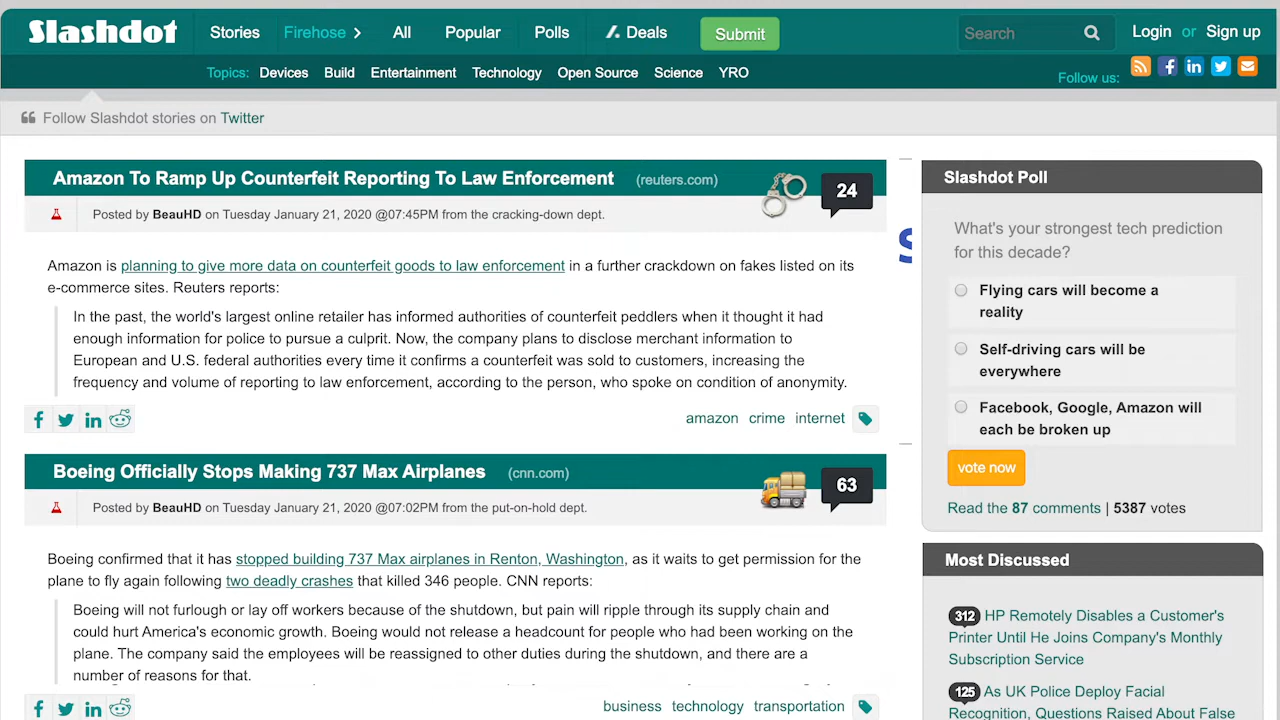 Slashdot
Stories Firehose All Popular Polls Deals Submit
Search
Login or Sign up
Topics: Devices Build Entertainment Technology Open Source Science YRO
Follow us:
Follow Slashdot stories on Twitter
Amazon To Ramp Up Counterfeit Reporting To Law Enforcement (reuters.com)
24
Posted by BeauHD on Tuesday January 21, 2020 @07:45PM from the cracking-down dept.
Amazon is planning to give more data on counterfeit goods to law enforcement in a further crackdown on fakes listed on its
e-commerce sites. Reuters reports:
In the past, the world's largest online retailer has informed authorities of counterfeit peddlers when it thought it had
enough information for police to pursue a culprit. Now, the company plans to disclose merchant information to
European and U.S. federal authorities every time it confirms a counterfeit was sold to customers, increasing the
frequency and volume of reporting to law enforcement, according to the person, who spoke on condition of anonymity.
amazon crime internet
Boeing Officially Stops Making 737 Max Airplanes (cnn.com)
63
Posted by BeauHD on Tuesday January 21, 2020 @07:02PM from the put-on-hold dept.
Boeing confirmed that it has stopped building 737 Max airplanes in Renton, Washington, as it waits to get permission for the
plane to fly again following two deadly crashes that killed 346 people. CNN reports:
Boeing will not furlough or lay off workers because of the shutdown, but pain will ripple through its supply chain and
could hurt America's economic growth. Boeing would not release a headcount for people who had been working on the
plane. The company said the employees will be reassigned to other duties during the shutdown, and there are a
number of reasons for that.
business technology transportation
Slashdot Poll
What's your strongest tech prediction
for this decade?
Flying cars will become a
reality
Self-driving cars will be
everywhere
Facebook, Google, Amazon will
each be broken up
vote now
Read the 87 comments | 5387 votes
Most Discussed
312 HP Remotely Disables a Customer's
Printer Until He Joins Company's Monthly
Subscription Service
125 As UK Police Deploy Facial
Recognition, Questions Raised About False